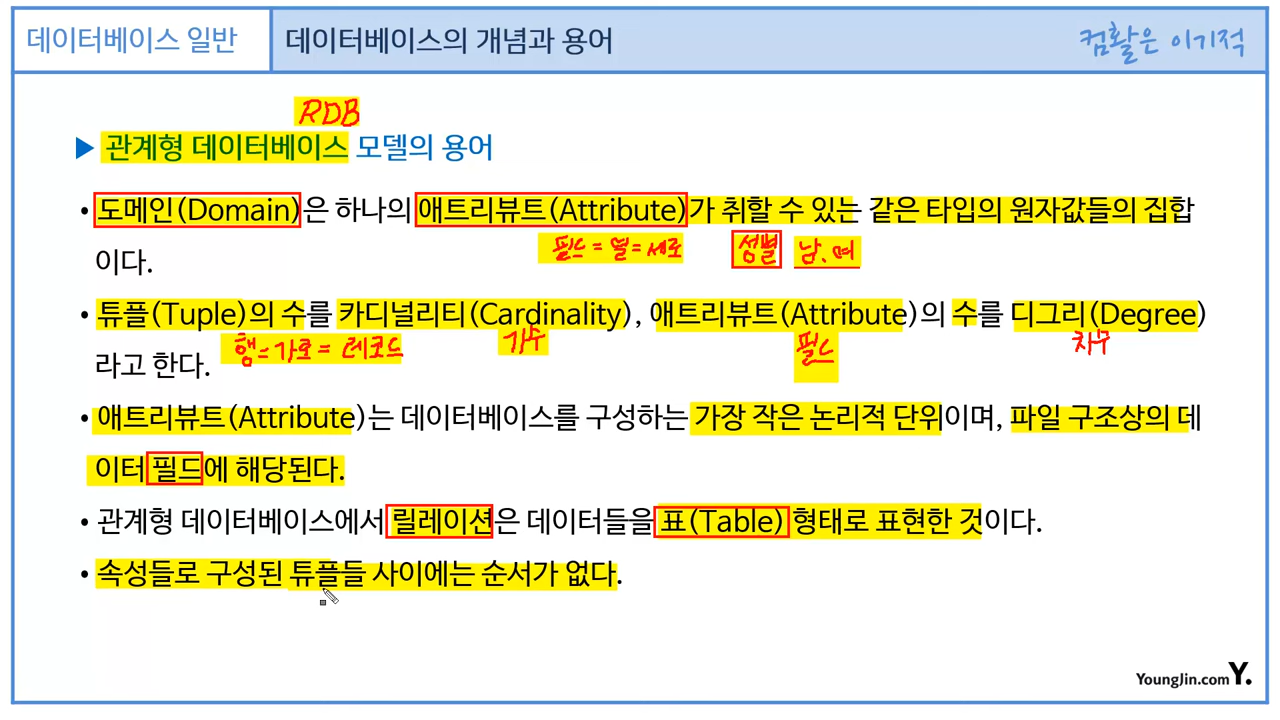 데이터베이스 일반
데이터베이스의 개념과 용어
컴활은 이기적
RDB
▶ 관계형 데이터베이스 모델의 용어
• 도메인(Domain)은 하나의 애트리뷰트(Attribute)가 취할 수 있는 같은 타입의 원자값들의 집합
필드=열=세로 성별 남.여
이다.
• 튜플(Tuple)의 수를 카디널리티(Cardinality), 애트리뷰트(Attribute)의 수를 디그리(Degree)
행=가로=레코드 기수 필드 차수
라고 한다.
• 애트리뷰트(Attribute)는 데이터베이스를 구성하는 가장 작은 논리적 단위이며, 파일 구조상의 데
이터 필드에 해당된다.
• 관계형 데이터베이스에서 릴레이션은 데이터들을 표(Table) 형태로 표현한 것이다.
• 속성들로 구성된 튜플들 사이에는 순서가 없다.
YoungJin.com Y.